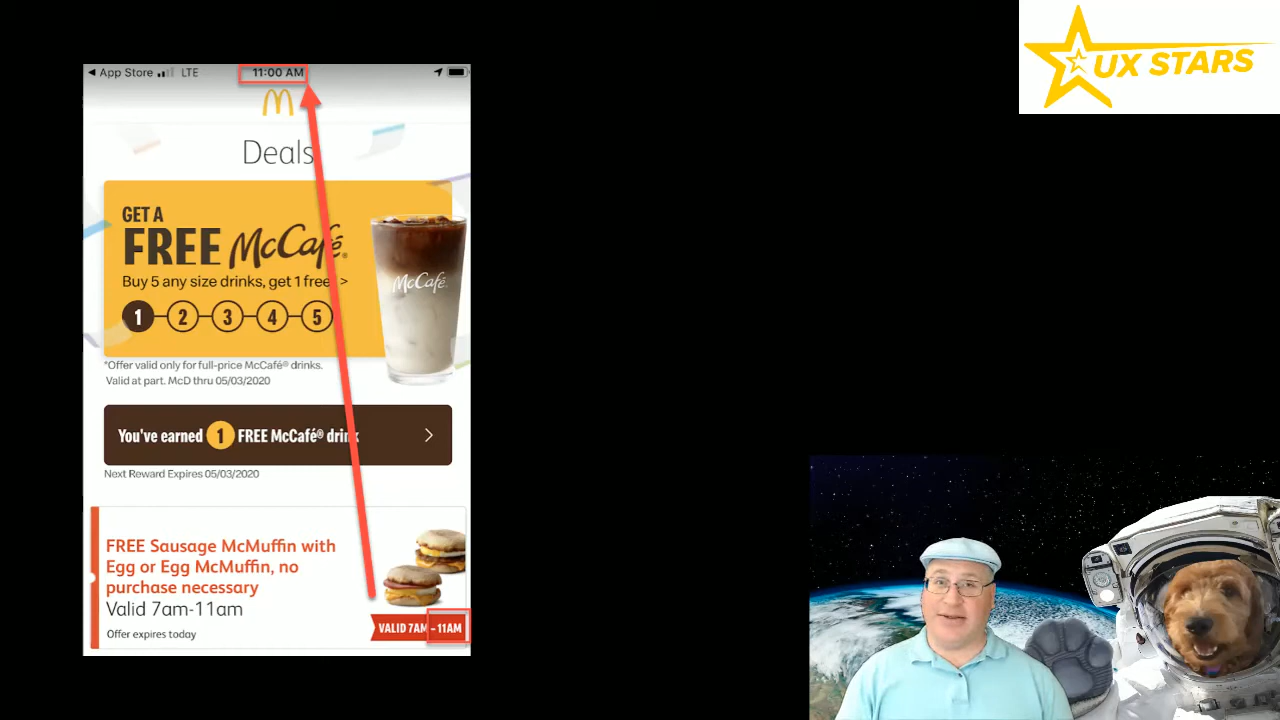 UX STARS
App Store LTE 11:00 AM
Deals
GET A
FREE McCafé®
Buy 5 any size drinks, get 1 free >
McCafé®
1 2 3 4 5
*Offer valid only for full-price McCafé® drinks.
Valid at part. McD thru 05/03/2020
You've earned 1 FREE McCafé® drink
Next Reward Expires 05/03/2020
FREE Sausage McMuffin with
Egg or Egg McMuffin, no
purchase necessary
Valid 7am-11am
Offer expires today
VALID 7AM - 11AM